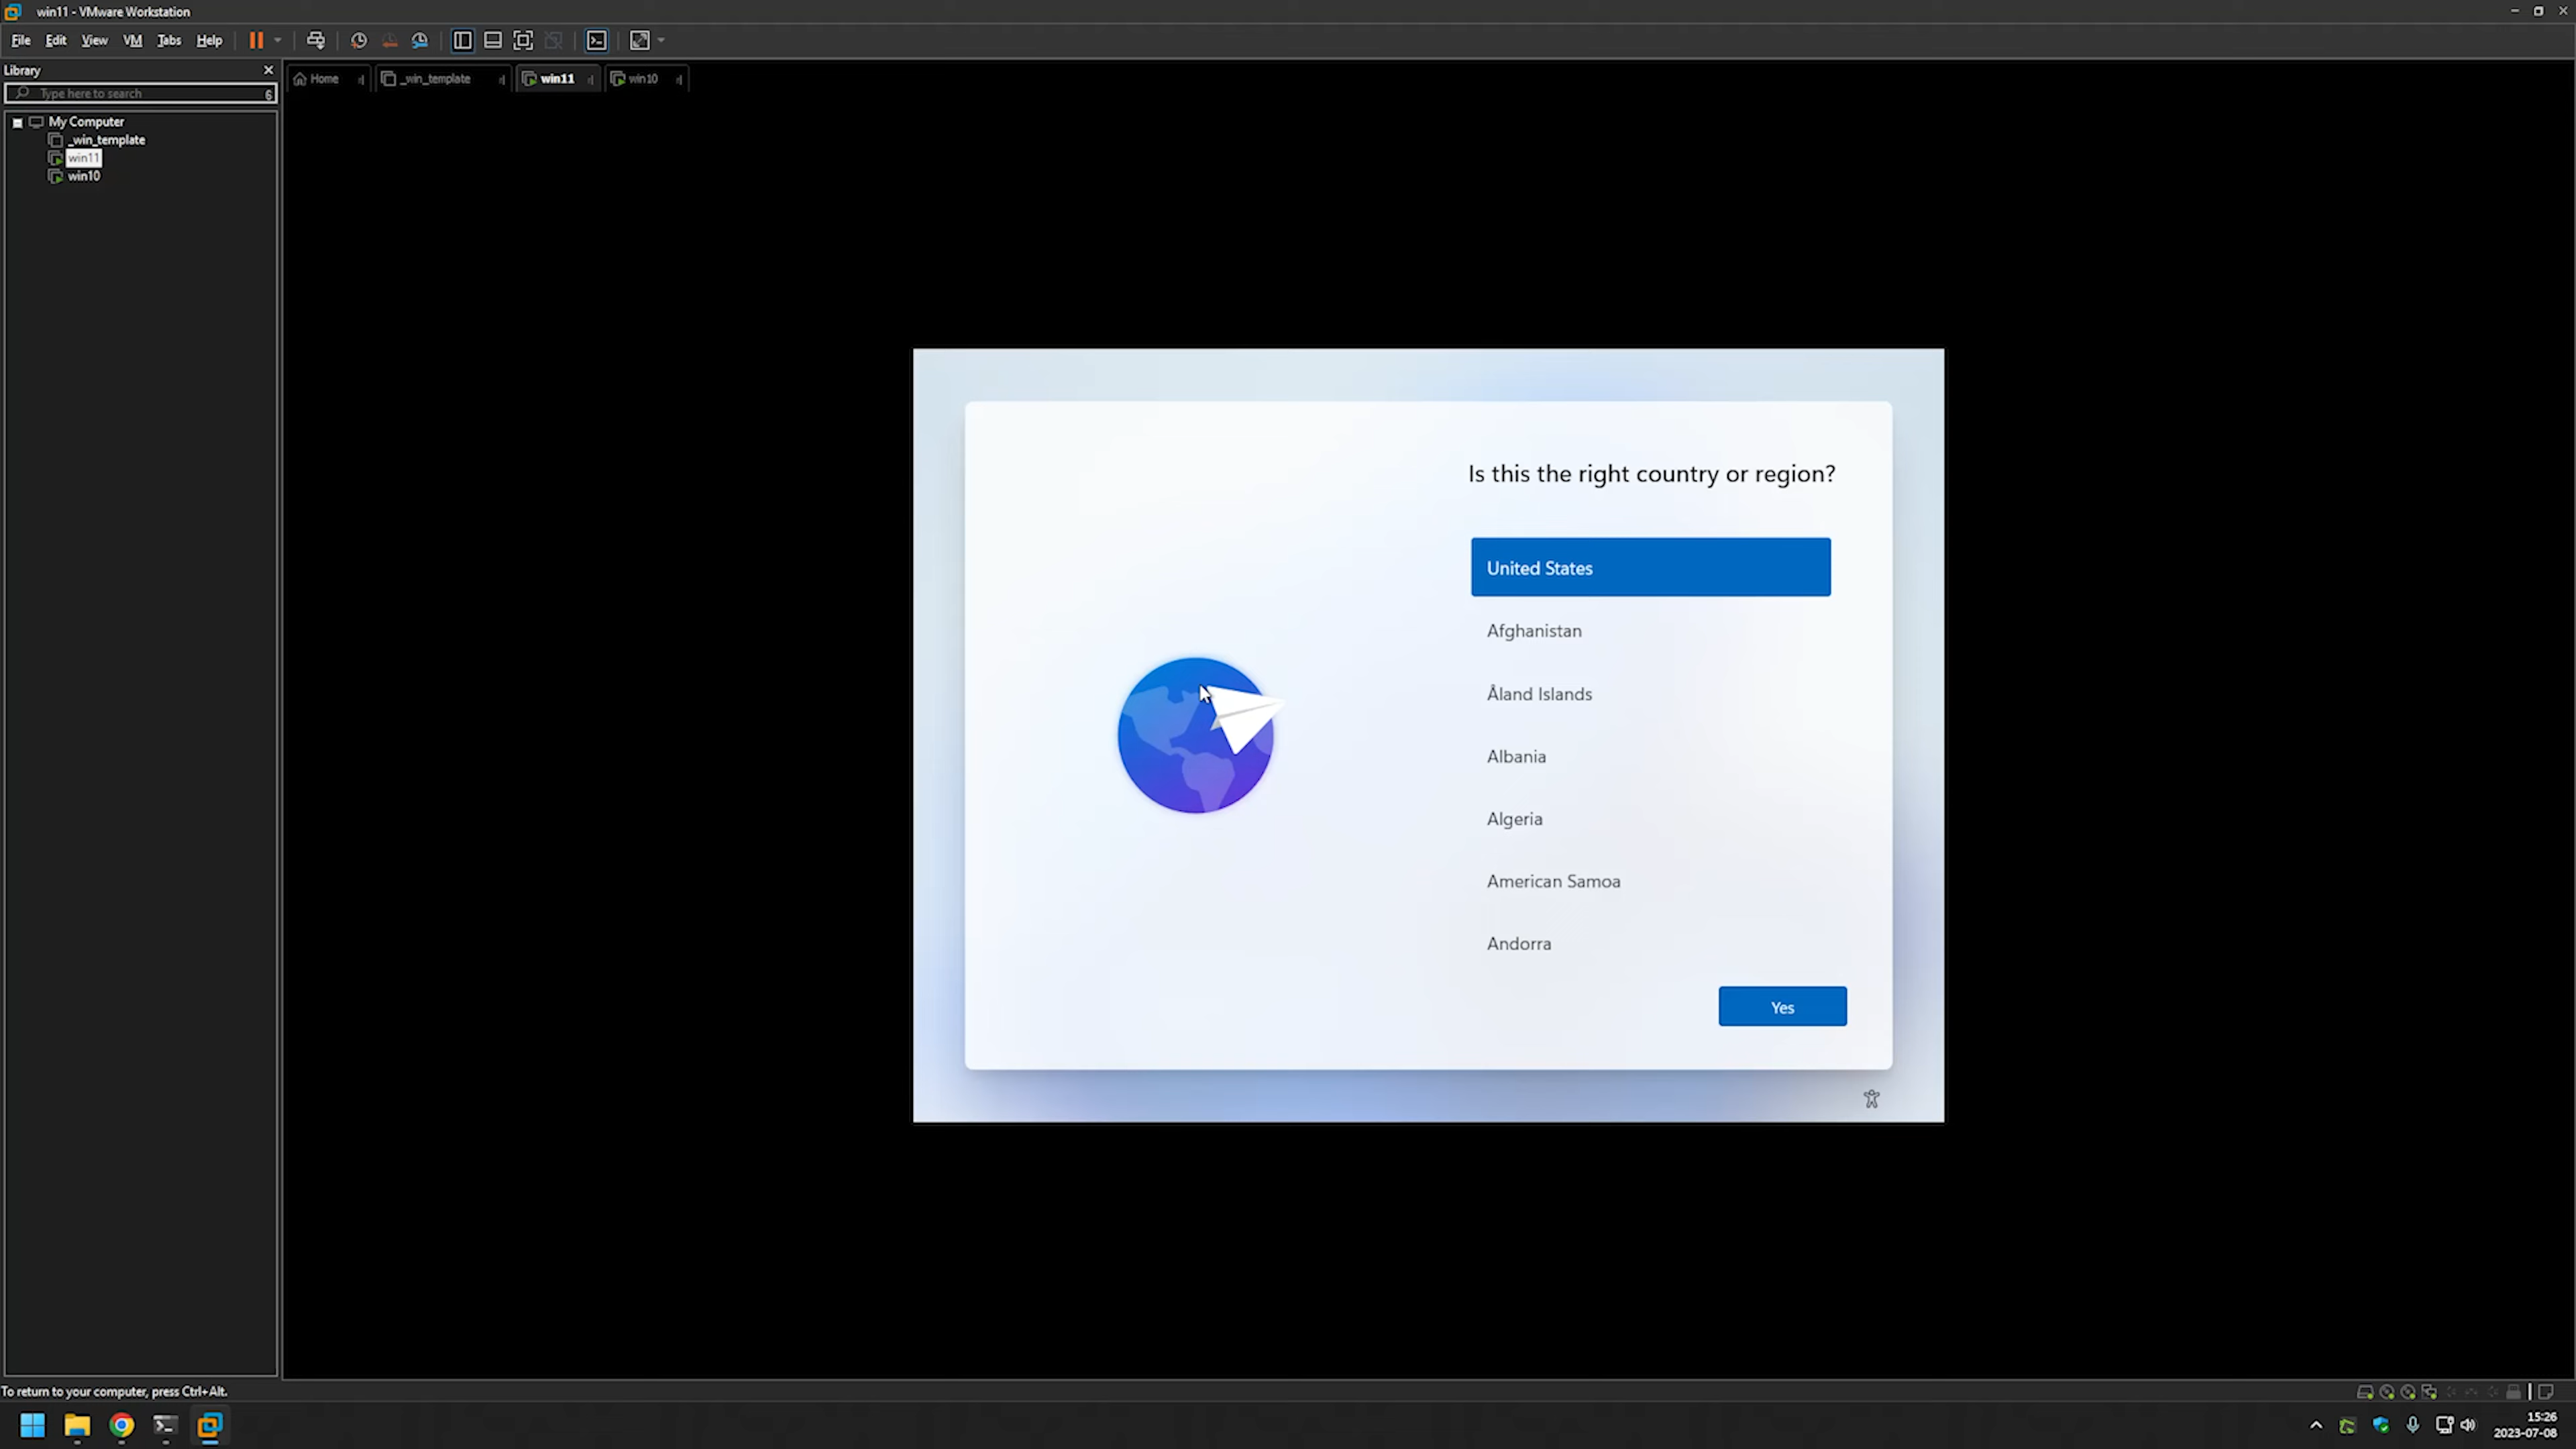 win11 - VMware Workstation
File Edit View VM Tabs Help
Library
Type here to search
Home _win_template win11 win10
My Computer
_win_template
win11
win10
Is this the right country or region?
United States
Afghanistan
Åland Islands
Albania
Algeria
American Samoa
Andorra
Yes
To return to your computer, press Ctrl+Alt.
15:26
2023-07-08